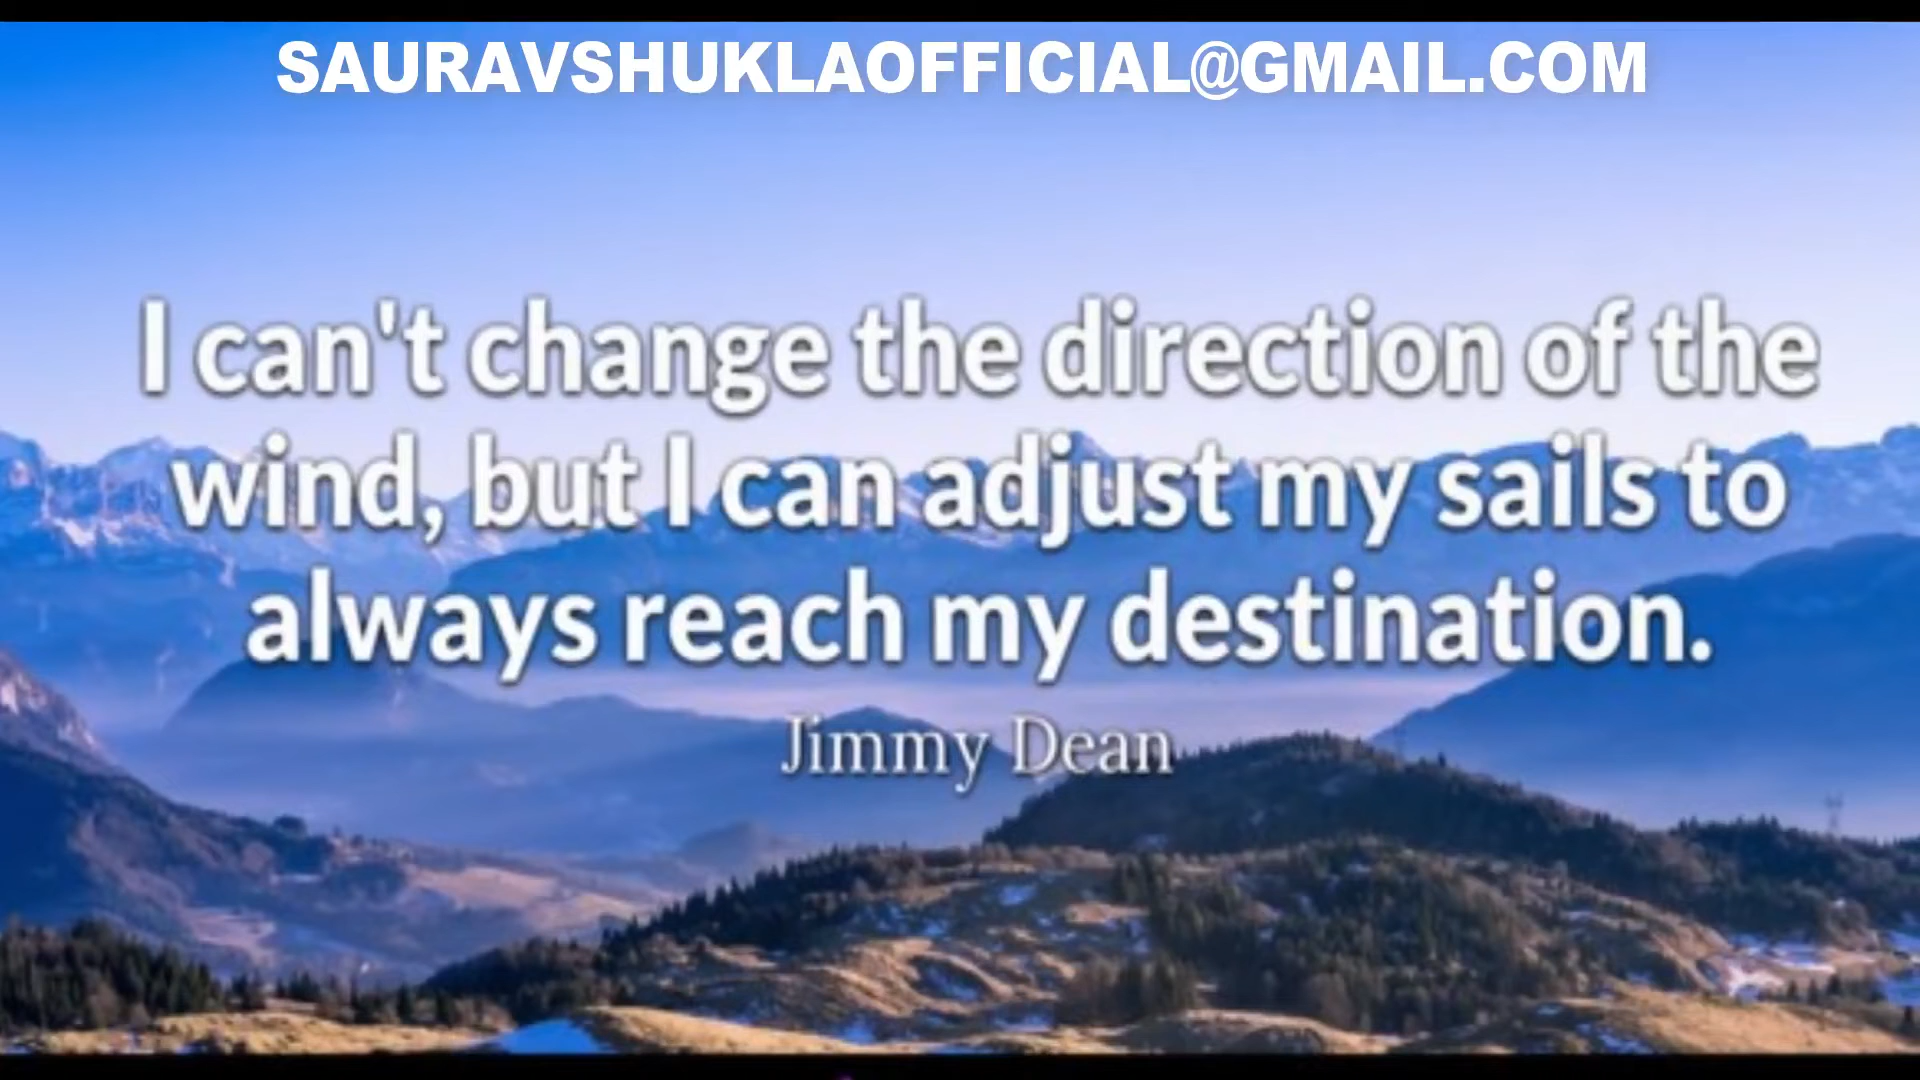 SAURAVSHUKLAOFFICIAL@GMAIL.COM
I can't change the direction of the
wind, but I can adjust my sails to
always reach my destination.
Jimmy Dean